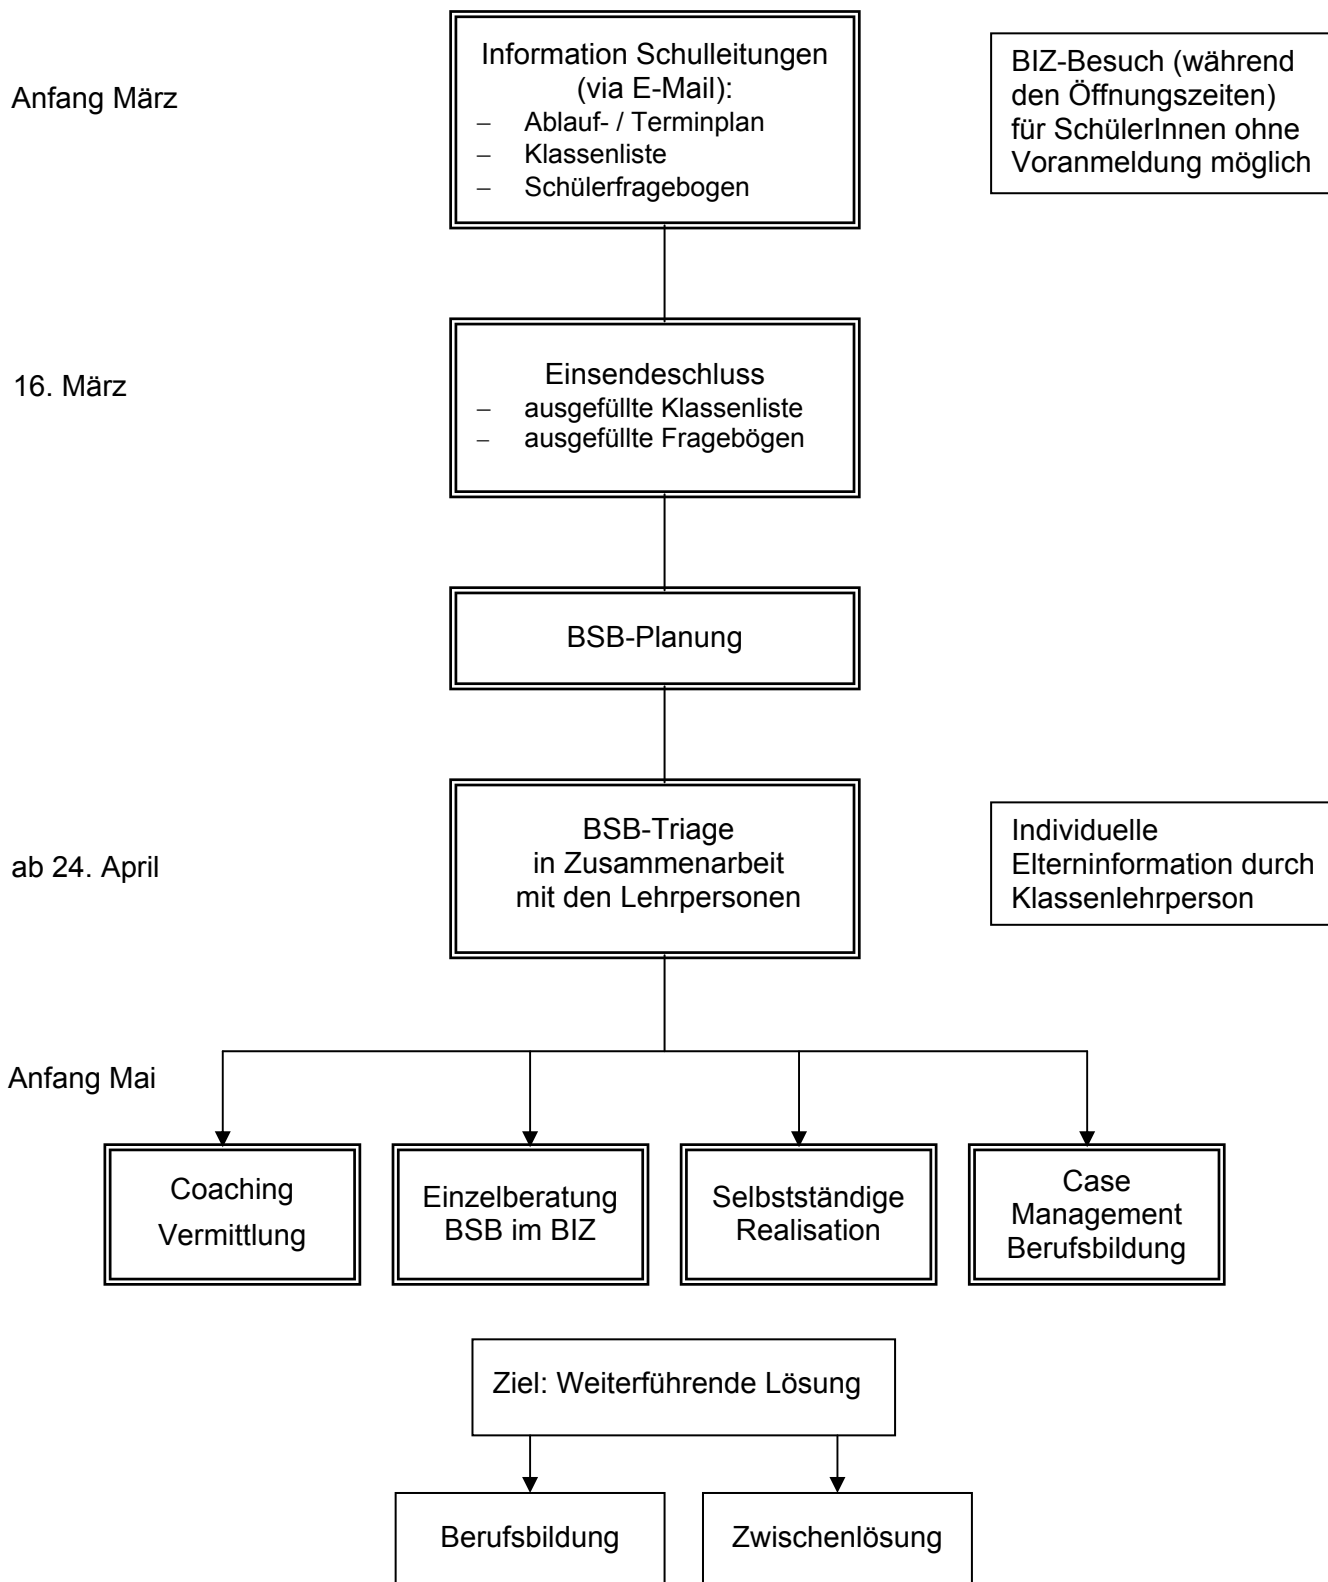 Anfang März
Information Schulleitungen
(via E-Mail):
– Ablauf- / Terminplan
– Klassenliste
– Schülerfragebogen
BIZ-Besuch (während
den Öffnungszeiten)
für SchülerInnen ohne
Voranmeldung möglich
16. März
Einsendeschluss
– ausgefüllte Klassenliste
– ausgefüllte Fragebögen
BSB-Planung
ab 24. April
BSB-Triage
in Zusammenarbeit
mit den Lehrpersonen
Individuelle
Elterninformation durch
Klassenlehrperson
Anfang Mai
Coaching
Vermittlung
Einzelberatung
BSB im BIZ
Selbstständige
Realisation
Case
Management
Berufsbildung
Ziel: Weiterführende Lösung
Berufsbildung
Zwischenlösung